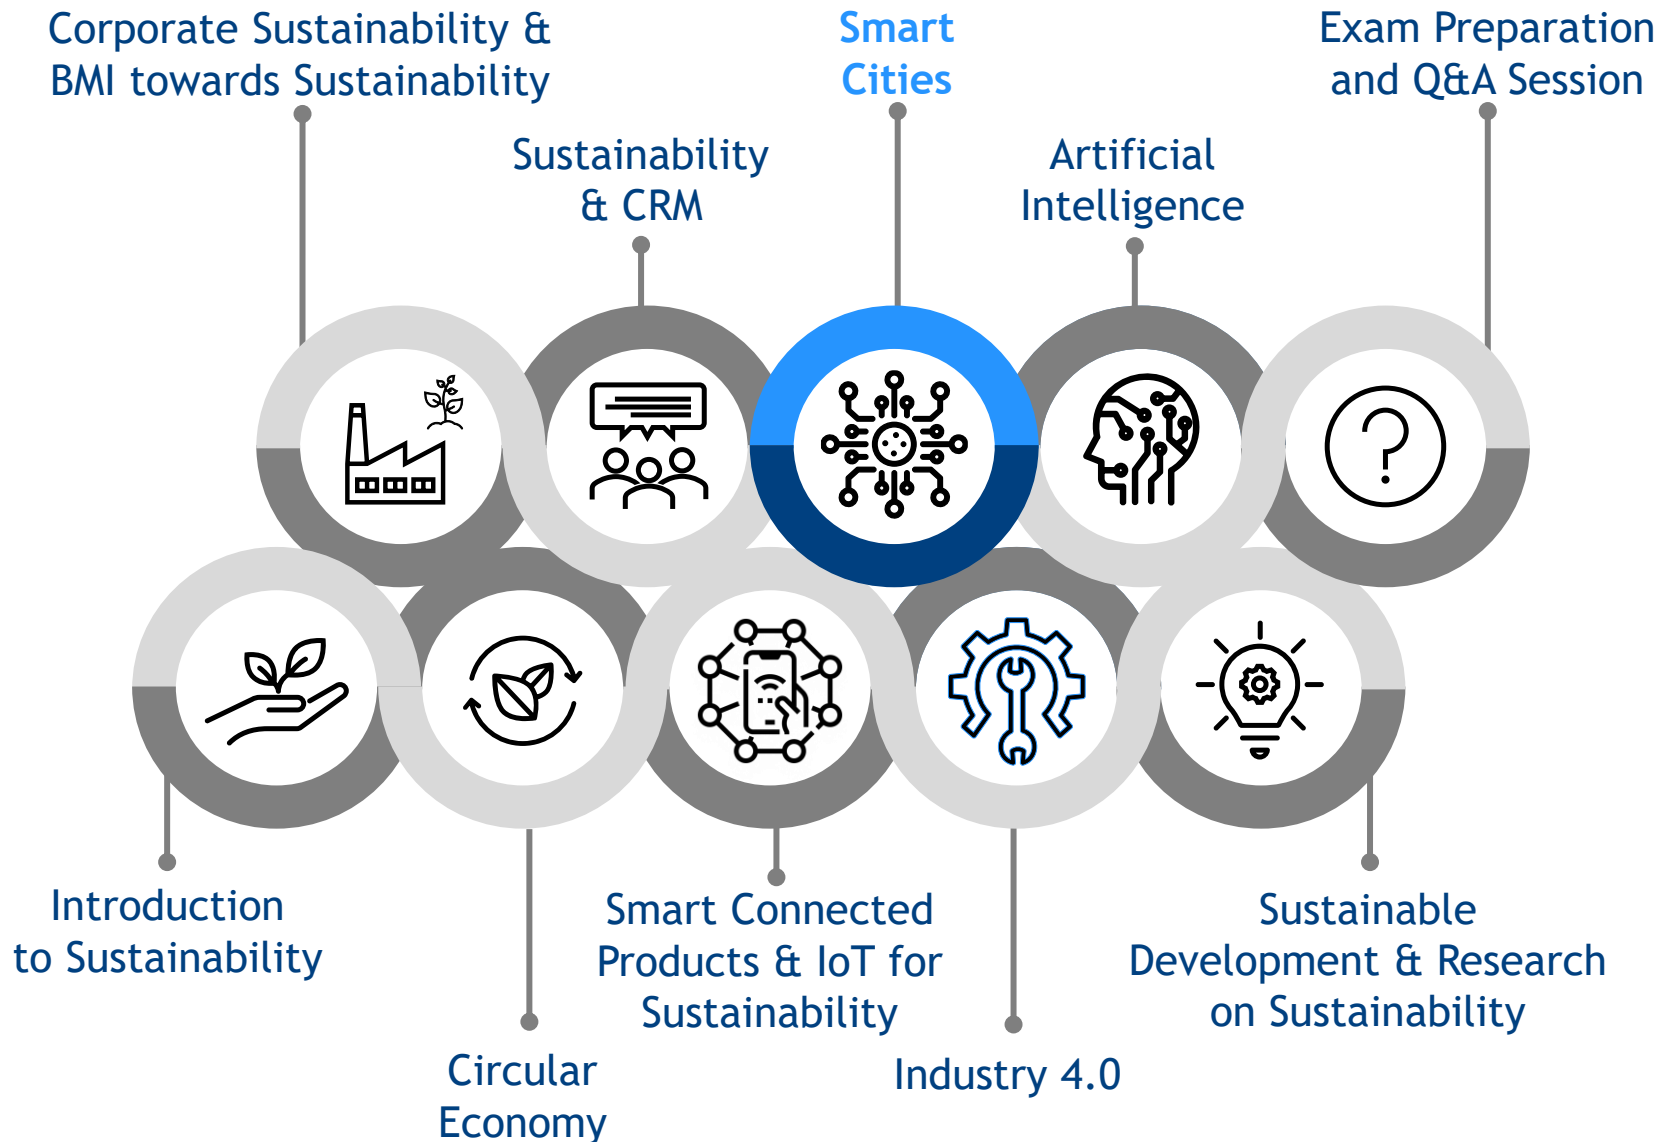 Corporate Sustainability &
BMI towards Sustainability
Smart
Cities
Exam Preparation
and Q&A Session
Sustainability
& CRM
Artificial
Intelligence
Introduction
to Sustainability
Smart Connected
Products & IoT for
Sustainability
Sustainable
Development & Research
on Sustainability
Circular
Economy
Industry 4.0